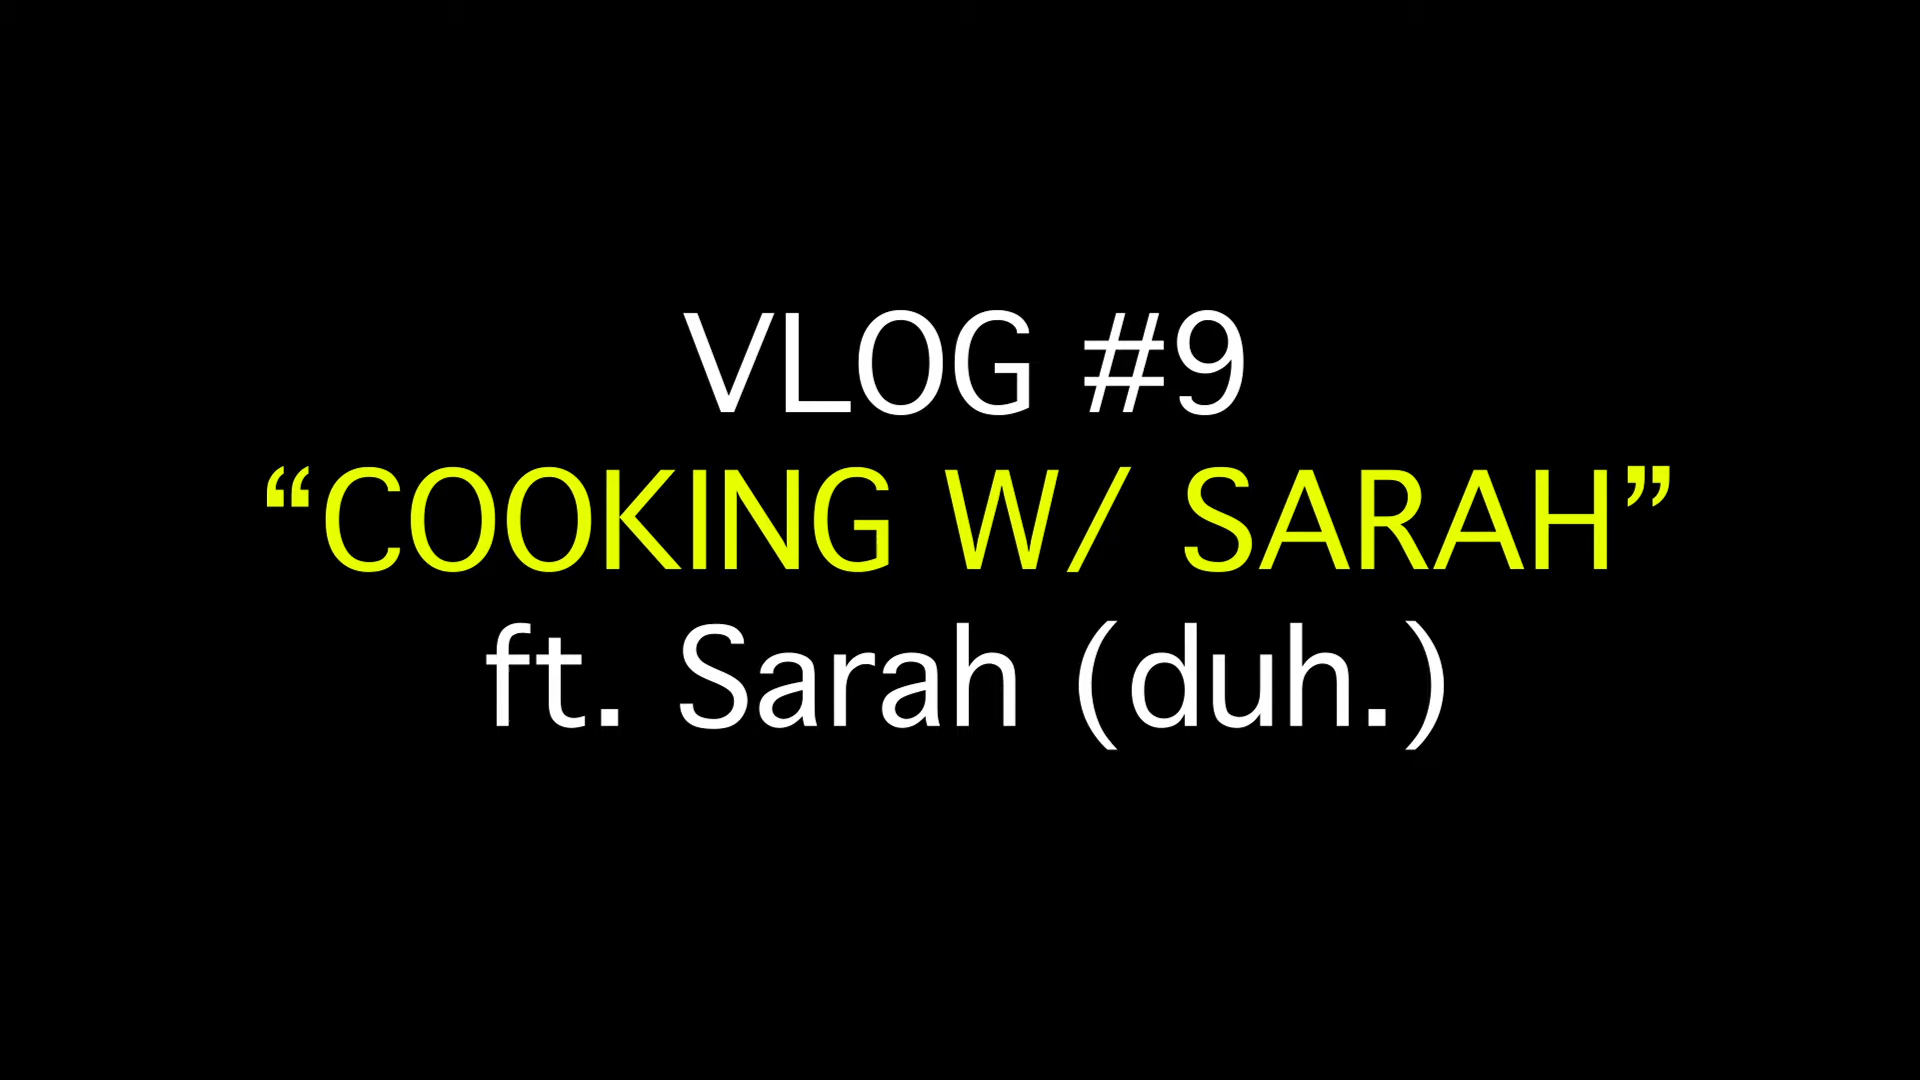 VLOG #9
“COOKING W/ SARAH”
ft. Sarah (duh.)